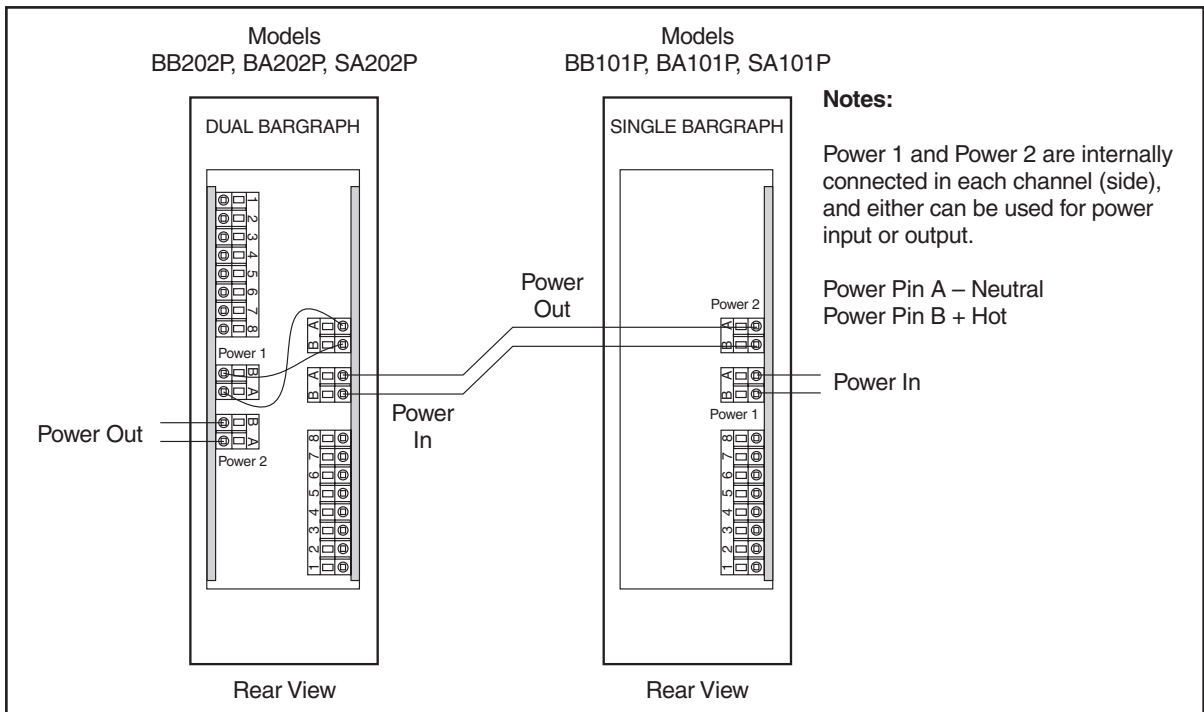 Models
BB202P, BA202P, SA202P
Models
BB101P, BA101P, SA101P
DUAL BARGRAPH
1
2
3
4
5
6
7
8
Power 1
B
A
B
A
Power 2
A
B
A
B
8
7
6
5
4
3
2
1
Power Out
Power
In
Power
Out
Rear View
SINGLE BARGRAPH
Power 2
A
B
A
B
Power 1
8
7
6
5
4
3
2
1
Power In
Rear View
Notes:
Power 1 and Power 2 are internally
connected in each channel (side),
and either can be used for power
input or output.
Power Pin A – Neutral
Power Pin B + Hot